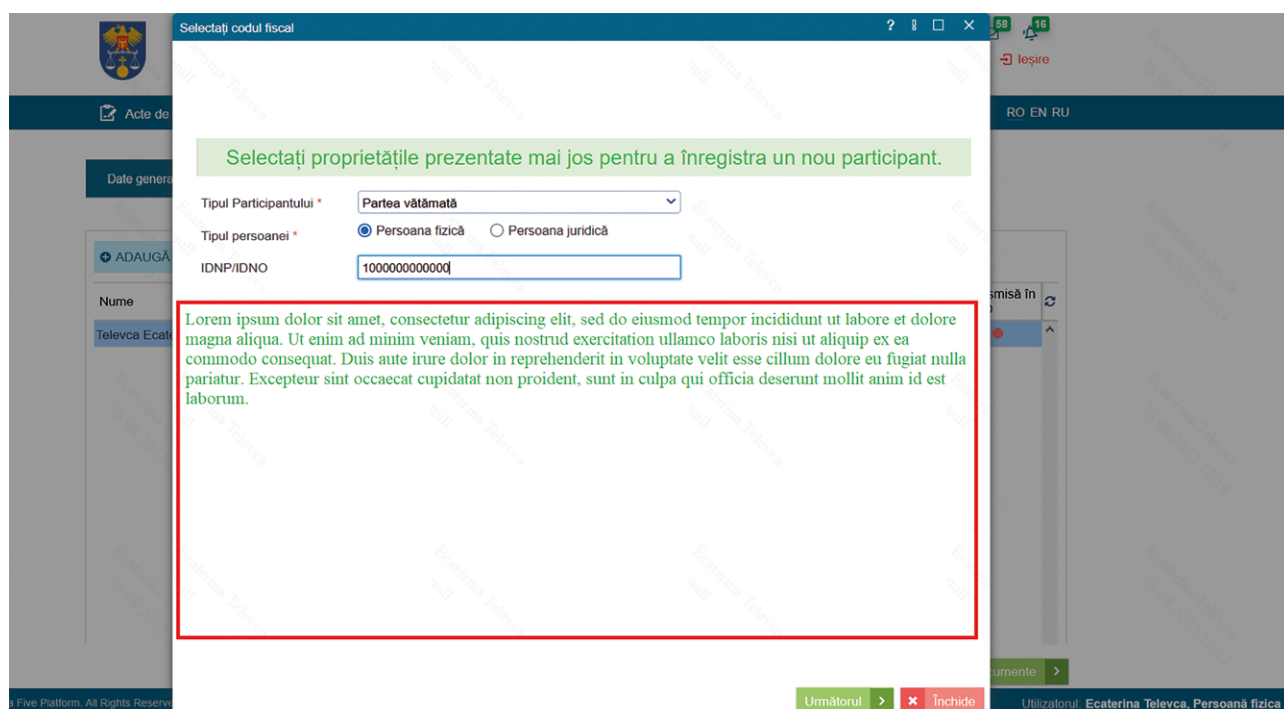 Selectați codul fiscal
58
16
Ieșire
Acte de
RO EN RU
Selectați proprietățile prezentate mai jos pentru a înregistra un nou participant.
Date genera
Tipul Participantului *
Partea vătămată
Tipul persoanei *
Persoana fizică
Persoana juridică
ADAUGĂ
IDNP/IDNO
1000000000000
Nume
smisă în
Televca Ecate
Lorem ipsum dolor sit amet, consectetur adipiscing elit, sed do eiusmod tempor incididunt ut labore et dolore
magna aliqua. Ut enim ad minim veniam, quis nostrud exercitation ullamco laboris nisi ut aliquip ex ea
commodo consequat. Duis aute irure dolor in reprehenderit in voluptate velit esse cillum dolore eu fugiat nulla
pariatur. Excepteur sint occaecat cupidatat non proident, sunt in culpa qui officia deserunt mollit anim id est
laborum.
cumente
Următorul
Închide
a Five Platform. All Rights Reserve
Utilizatorul: Ecaterina Televca, Persoană fizica